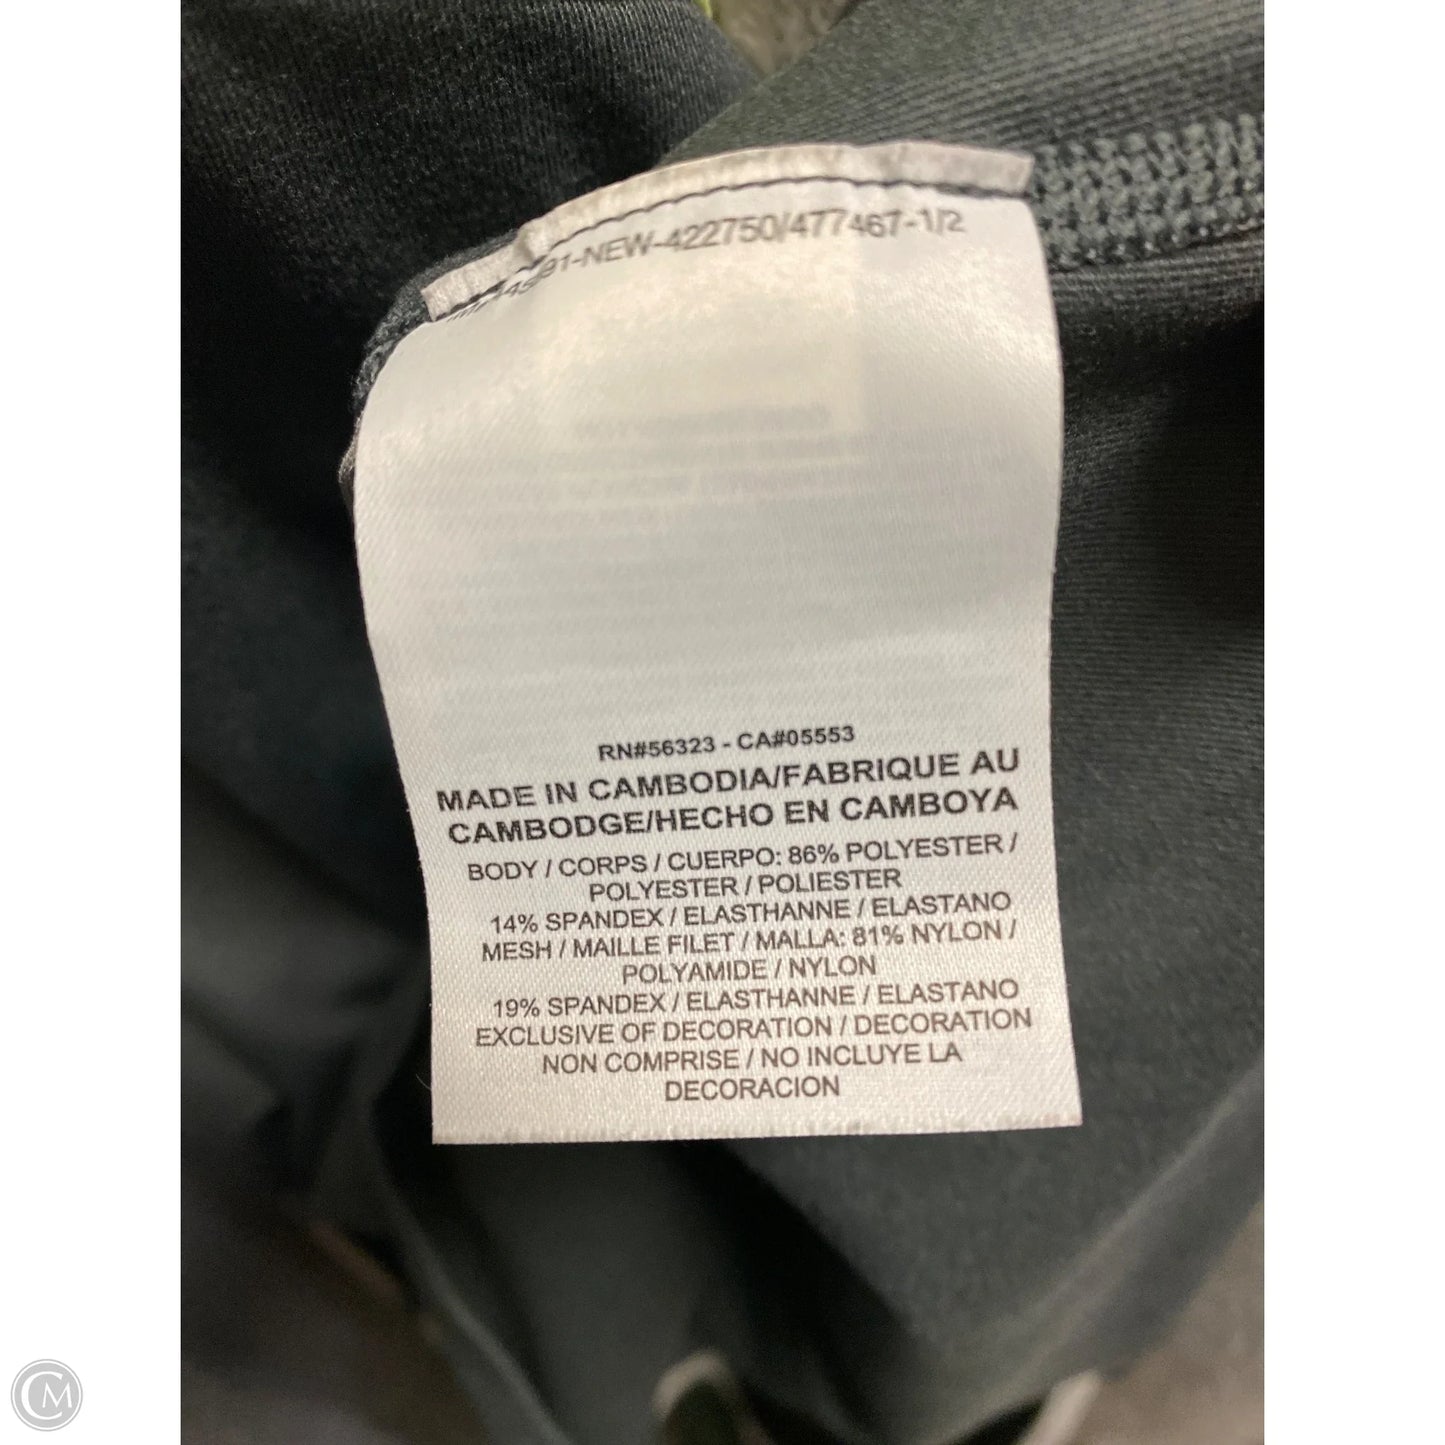 91-NEW-422750/477467-1/2
RN#56323 - CA#05553
MADE IN CAMBODIA/FABRIQUE AU
CAMBODGE/HECHO EN CAMBOYA
BODY / CORPS / CUERPO: 86% POLYESTER /
POLYESTER / POLIESTER
14% SPANDEX / ELASTHANNE / ELASTANO
MESH / MAILLE FILET / MALLA: 81% NYLON /
POLYAMIDE / NYLON
19% SPANDEX / ELASTHANNE / ELASTANO
EXCLUSIVE OF DECORATION / DECORATION
NON COMPRISE / NO INCLUYE LA
DECORACION
CM